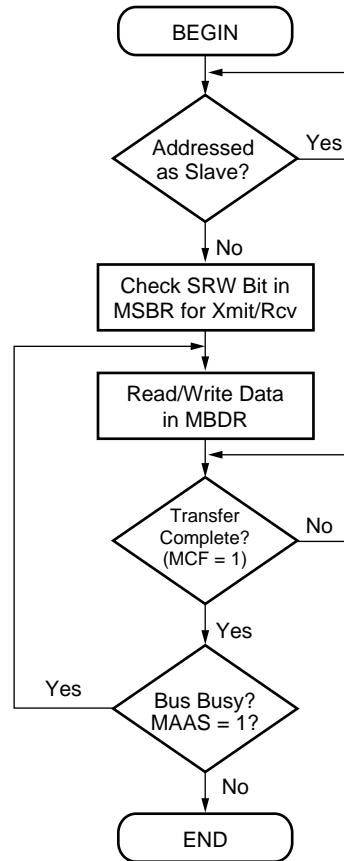 BEGIN
Addressed
as Slave?
Yes
No
Check SRW Bit in
MSBR for Xmit/Rcv
Read/Write Data
in MBDR
Transfer
Complete?
(MCF = 1)
No
Yes
Yes
Bus Busy?
MAAS = 1?
No
END